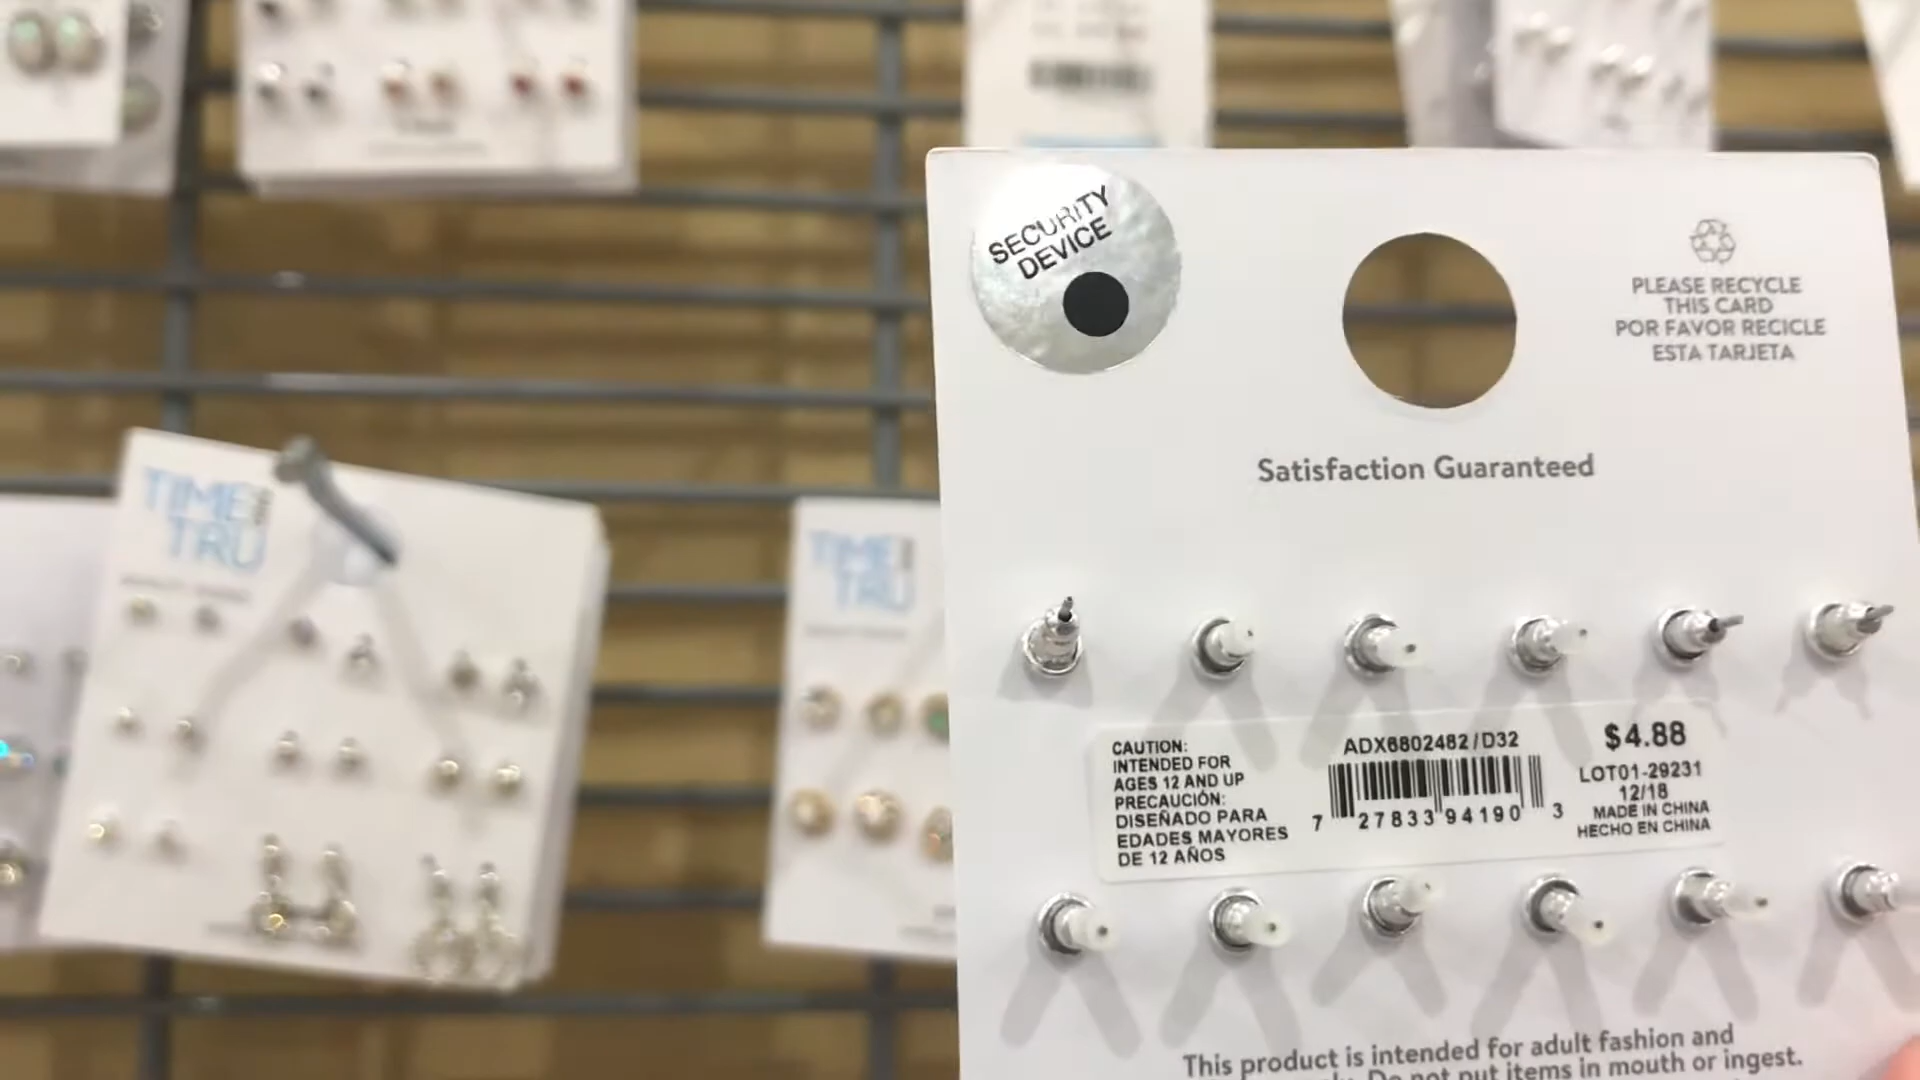 SECURITY
DEVICE
PLEASE RECYCLE
THIS CARD
POR FAVOR RECICLE
ESTA TARJETA
Satisfaction Guaranteed
TIME
TRU
TIME
TRU
CAUTION:
INTENDED FOR
AGES 12 AND UP
PRECAUCIÓN:
DISEÑADO PARA
EDADES MAYORES
DE 12 AÑOS
ADX6802482/D32
7 27833 94190 3
$4.88
LOT01-29231
12/18
MADE IN CHINA
HECHO EN CHINA
This product is intended for adult fashion and
Do not put items in mouth or ingest.